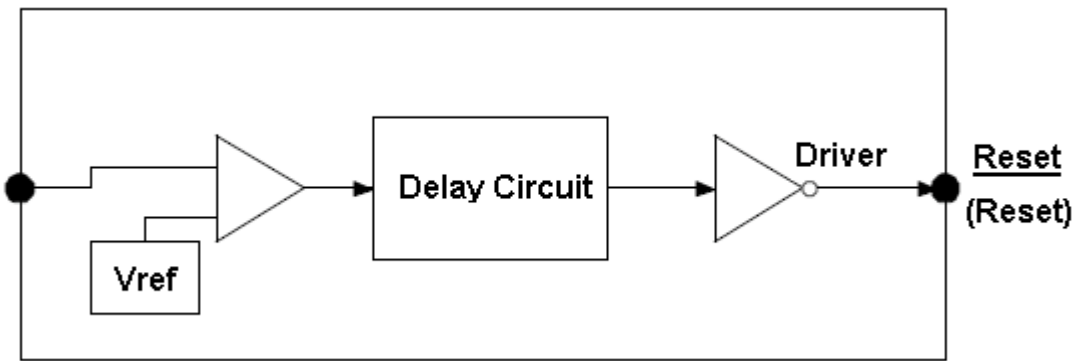 Driver
Reset
Delay Circuit
(Reset)
Vref